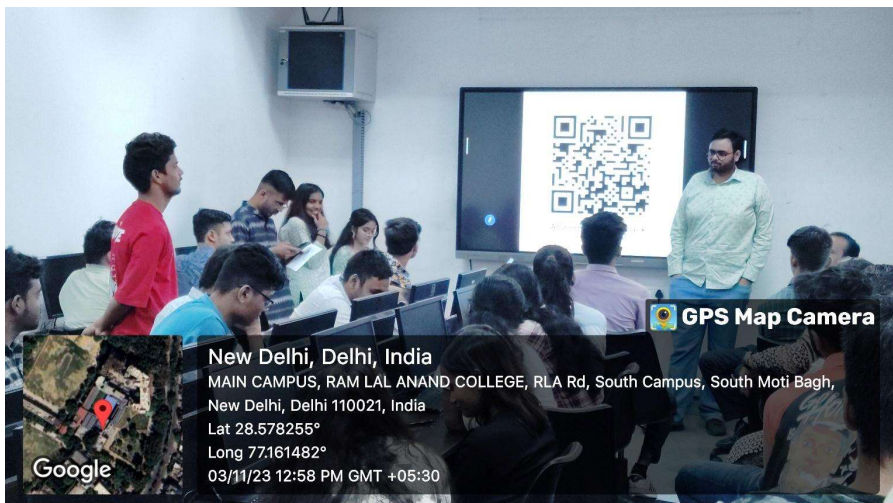 GPS Map Camera
New Delhi, Delhi, India
MAIN CAMPUS, RAM LAL ANAND COLLEGE, RLA Rd, South Campus, South Moti Bagh,
New Delhi, Delhi 110021, India
Lat 28.578255°
Long 77.161482°
03/11/23 12:58 PM GMT +05:30
Google